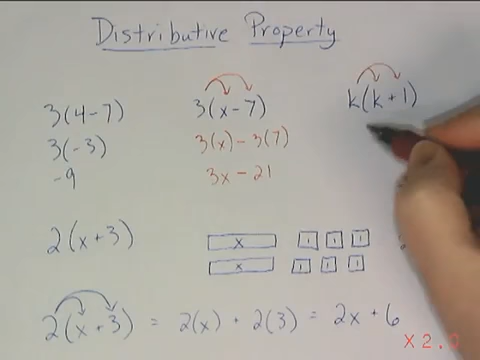 Distributive Property
3(4-7)
3(-3)
-9
3(x-7)
3(x)-3(7)
3x-21
k(k+1)
2(x+3)
x 1 1 1
x 1 1 1
2(x+3) = 2(x) + 2(3) = 2x + 6